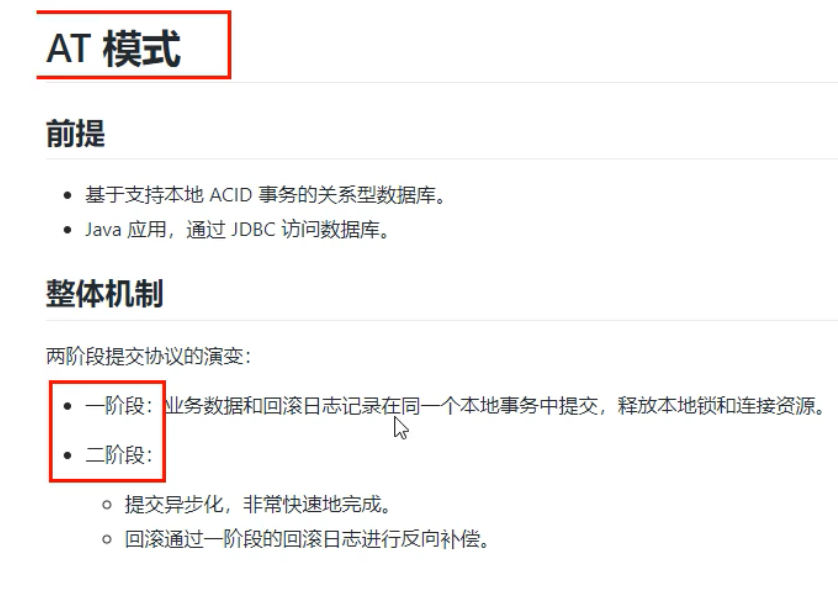 AT 模式
前提
基于支持本地 ACID 事务的关系型数据库。
Java 应用，通过 JDBC 访问数据库。
整体机制
两阶段提交协议的演变：
一阶段：业务数据和回滚日志记录在同一个本地事务中提交，释放本地锁和连接资源。
二阶段：
提交异步化，非常快速地完成。
回滚通过一阶段的回滚日志进行反向补偿。